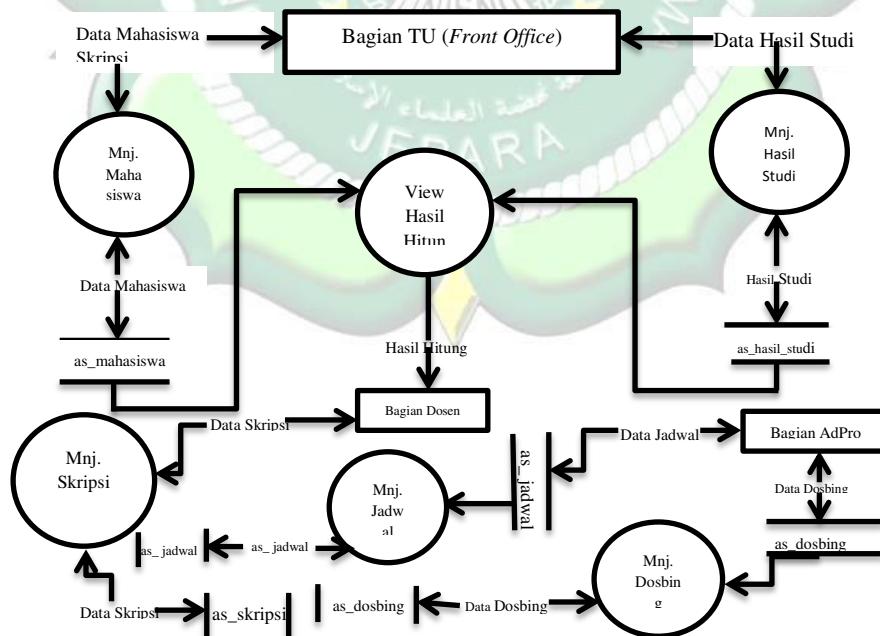 Data Mahasiswa
Skripsi
Bagian TU (Front Office)
Data Hasil Studi
نهضة العلماء
JEPARA
Mnj.
Maha
siswa
View
Hasil
Hitun
Mnj.
Hasil
Studi
Data Mahasiswa
Hasil Studi
as_mahasiswa
Hasil Hitung
as_hasil_studi
Bagian Dosen
Data Skripsi
Mnj.
Skripsi
Mnj.
Jadw
al
as_jadwal
Data Jadwal
Bagian AdPro
Data Dosbing
as_dosbing
as_ jadwal
as_ jadwal
Mnj.
Dosbin
g
Data Skripsi
as_skripsi
as_dosbing
Data Dosbing